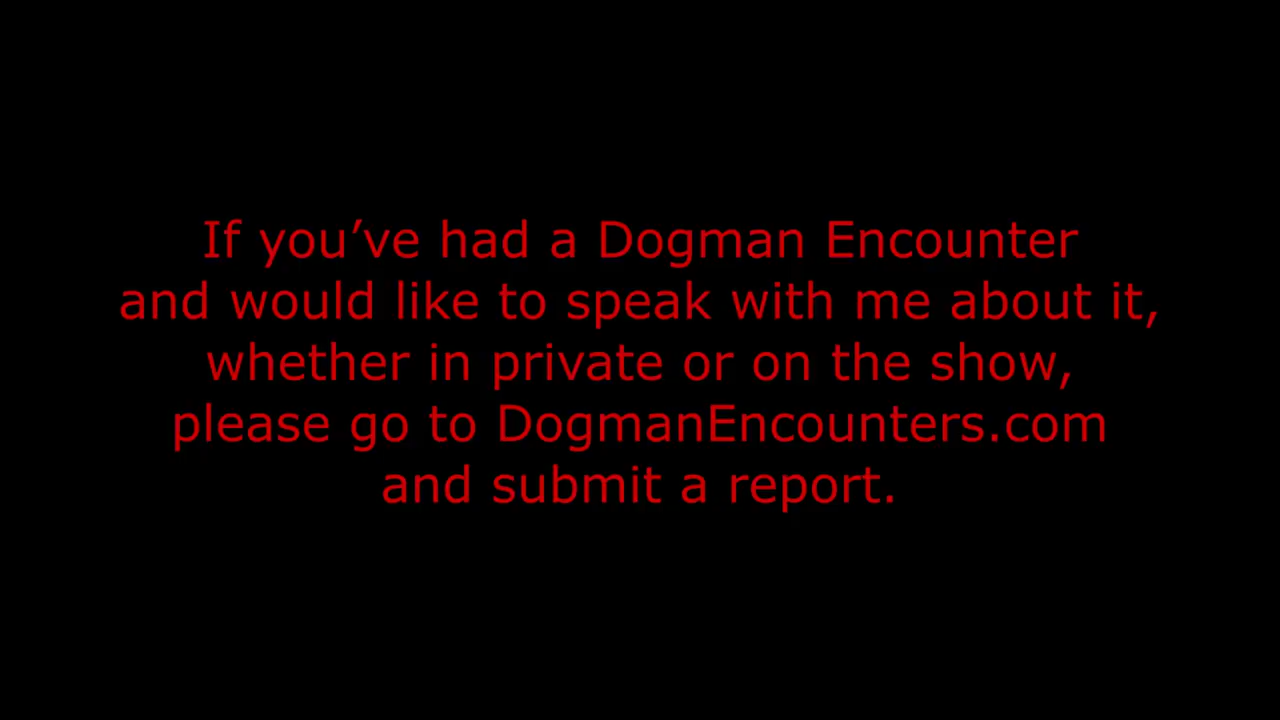 If you’ve had a Dogman Encounter
and would like to speak with me about it,
whether in private or on the show,
please go to DogmanEncounters.com
and submit a report.